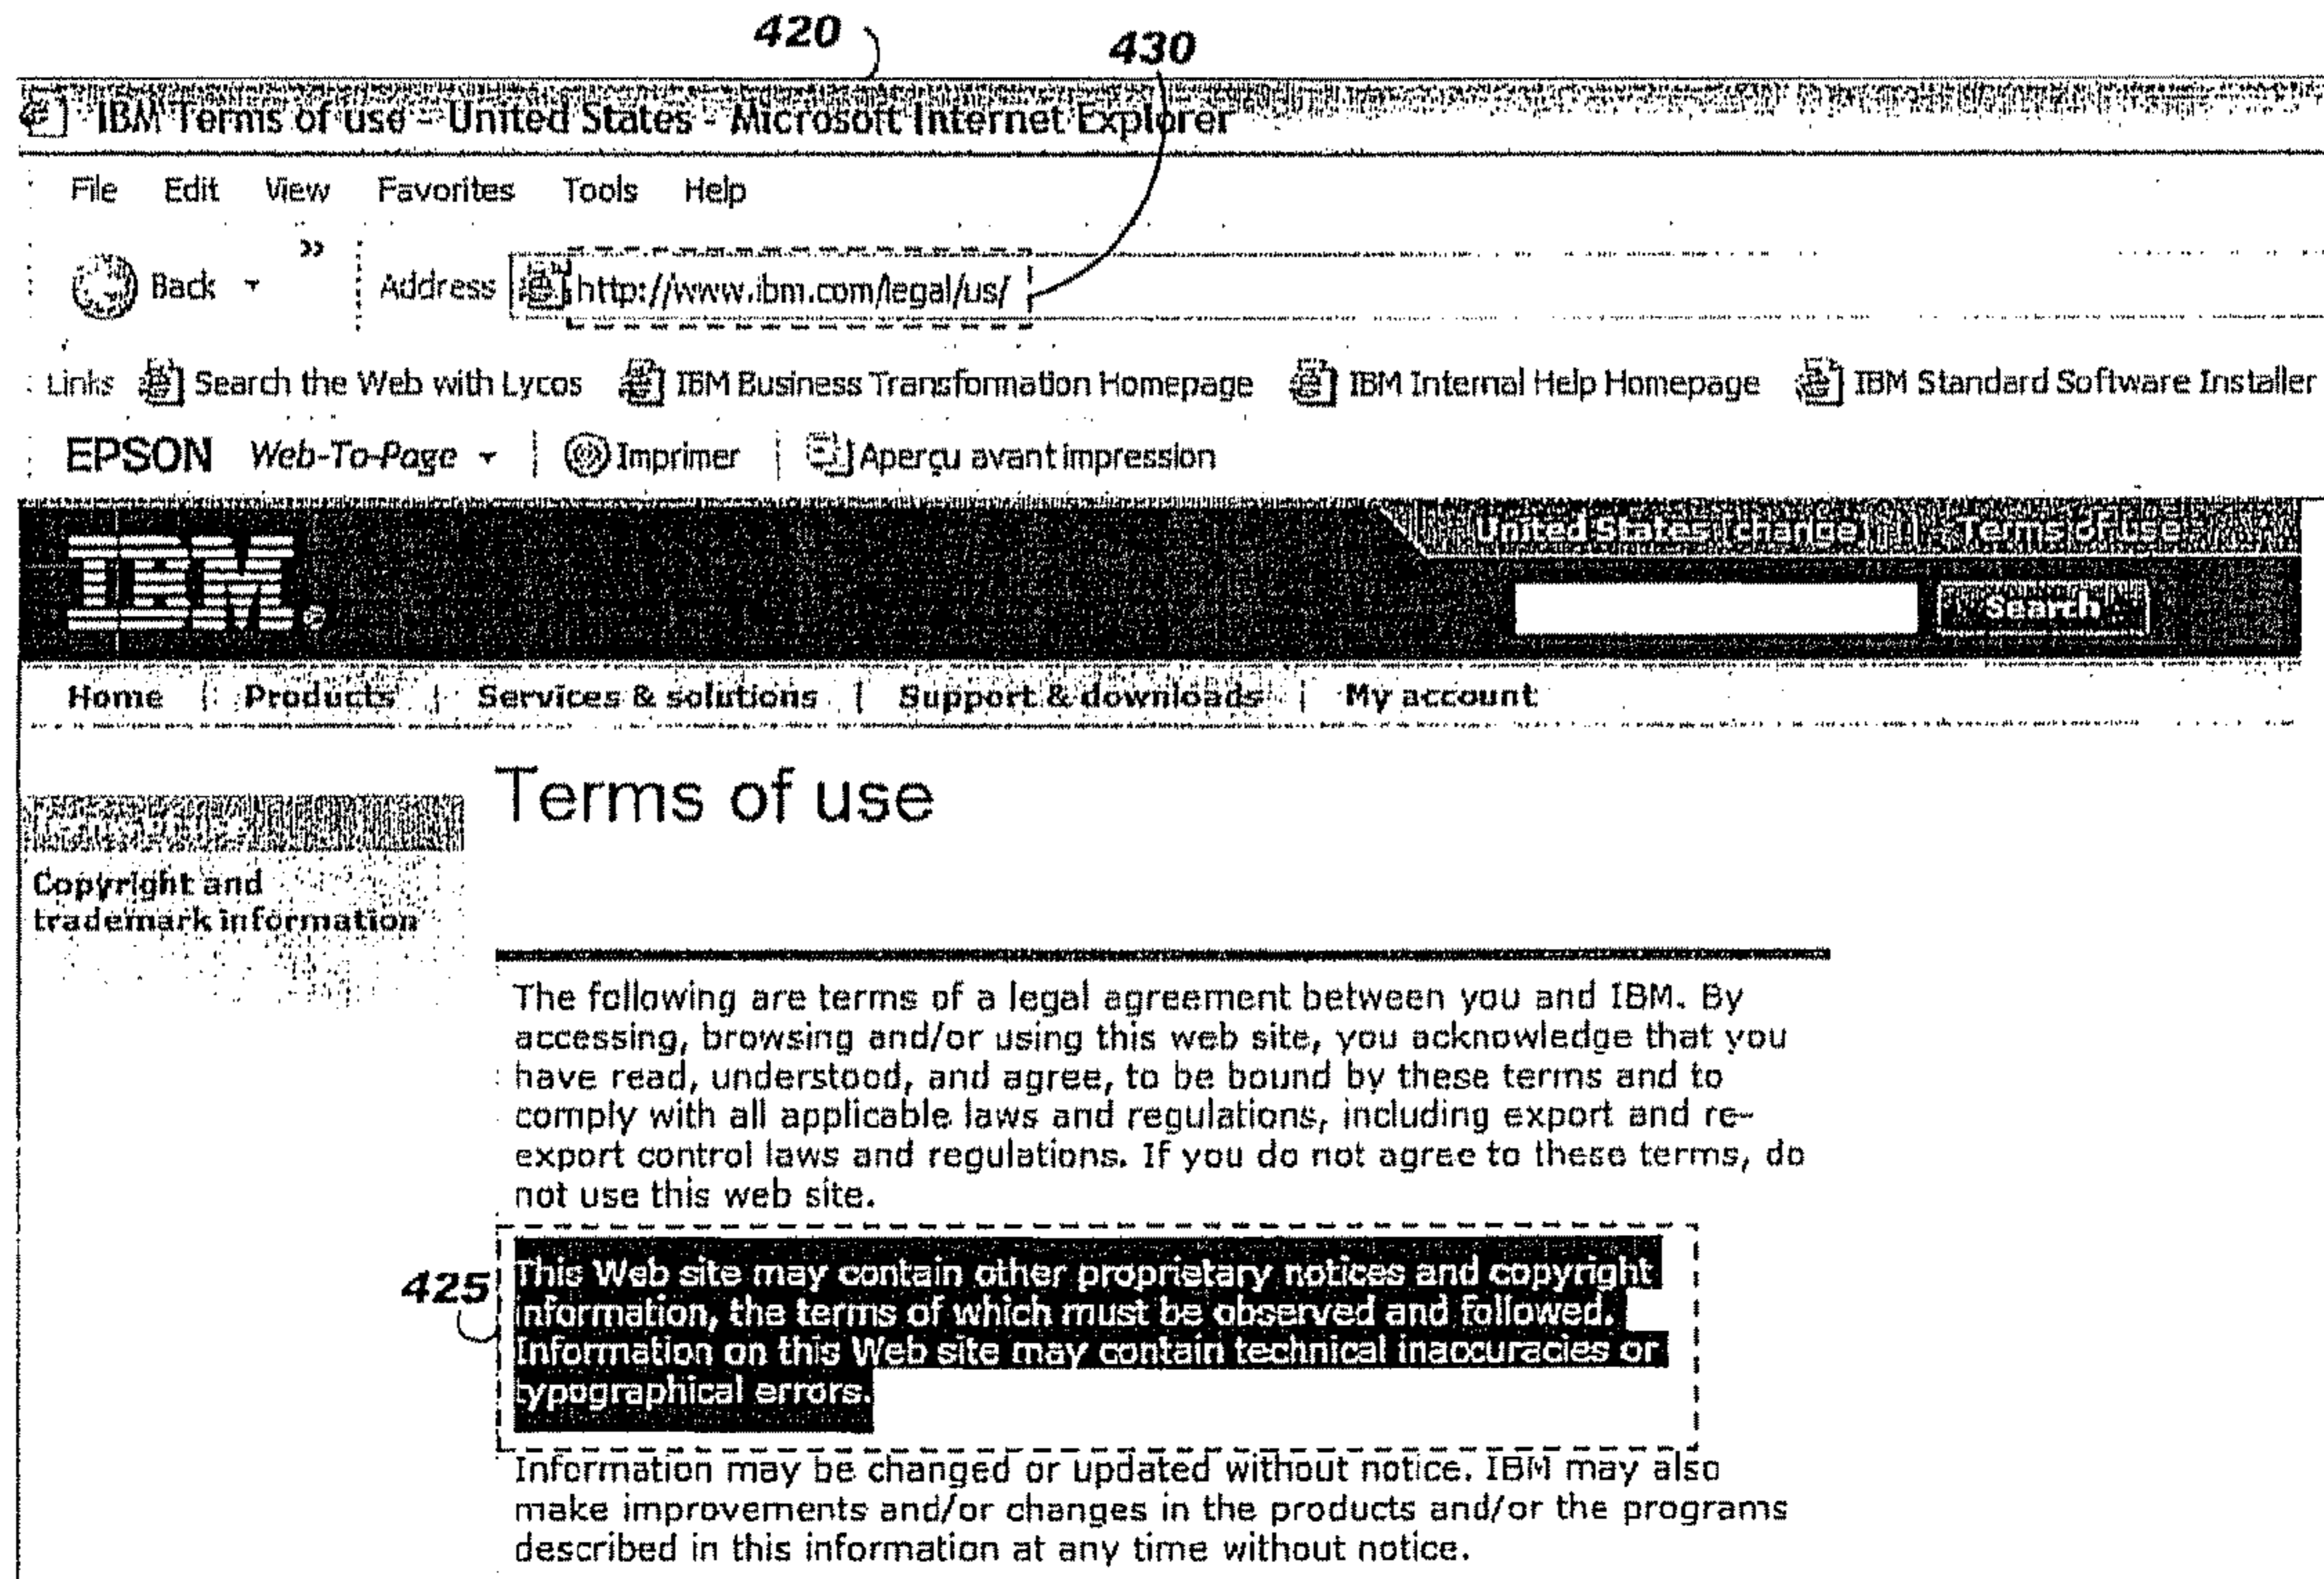 420
430
IBM Terms of use - United States - Microsoft Internet Explorer
File Edit View Favorites Tools Help
Back » Address http://www.ibm.com/legal/us/
Links Search the Web with Lycos IBM Business Transformation Homepage IBM Internal Help Homepage IBM Standard Software Installer
EPSON Web-To-Page Imprimer Aperçu avant impression
United States [change] | Terms of use
IBM®
Search
Home | Products | Services & solutions | Support & downloads | My account
Terms of use
Copyright and
trademark information
The following are terms of a legal agreement between you and IBM. By
accessing, browsing and/or using this web site, you acknowledge that you
have read, understood, and agree, to be bound by these terms and to
comply with all applicable laws and regulations, including export and re-
export control laws and regulations. If you do not agree to these terms, do
not use this web site.
425
This Web site may contain other proprietary notices and copyright
information, the terms of which must be observed and followed.
Information on this Web site may contain technical inaccuracies or
typographical errors.
Information may be changed or updated without notice. IBM may also
make improvements and/or changes in the products and/or the programs
described in this information at any time without notice.